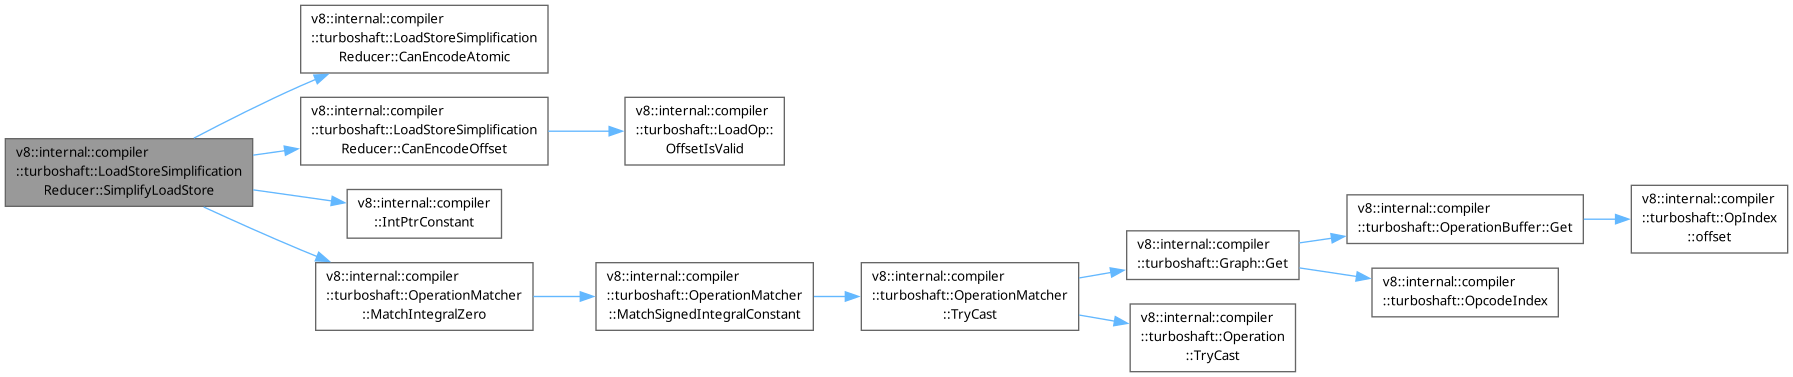 v8::internal::compiler
::turboshaft::LoadStoreSimplification
Reducer::SimplifyLoadStore
v8::internal::compiler
::turboshaft::LoadStoreSimplification
Reducer::CanEncodeAtomic
v8::internal::compiler
::turboshaft::LoadStoreSimplification
Reducer::CanEncodeOffset
v8::internal::compiler
::turboshaft::LoadOp::
OffsetIsValid
v8::internal::compiler
::IntPtrConstant
v8::internal::compiler
::turboshaft::OperationMatcher
::MatchIntegralZero
v8::internal::compiler
::turboshaft::OperationMatcher
::MatchSignedIntegralConstant
v8::internal::compiler
::turboshaft::OperationMatcher
::TryCast
v8::internal::compiler
::turboshaft::Graph::Get
v8::internal::compiler
::turboshaft::OperationBuffer::Get
v8::internal::compiler
::turboshaft::OpIndex
::offset
v8::internal::compiler
::turboshaft::OpcodeIndex
v8::internal::compiler
::turboshaft::Operation
::TryCast